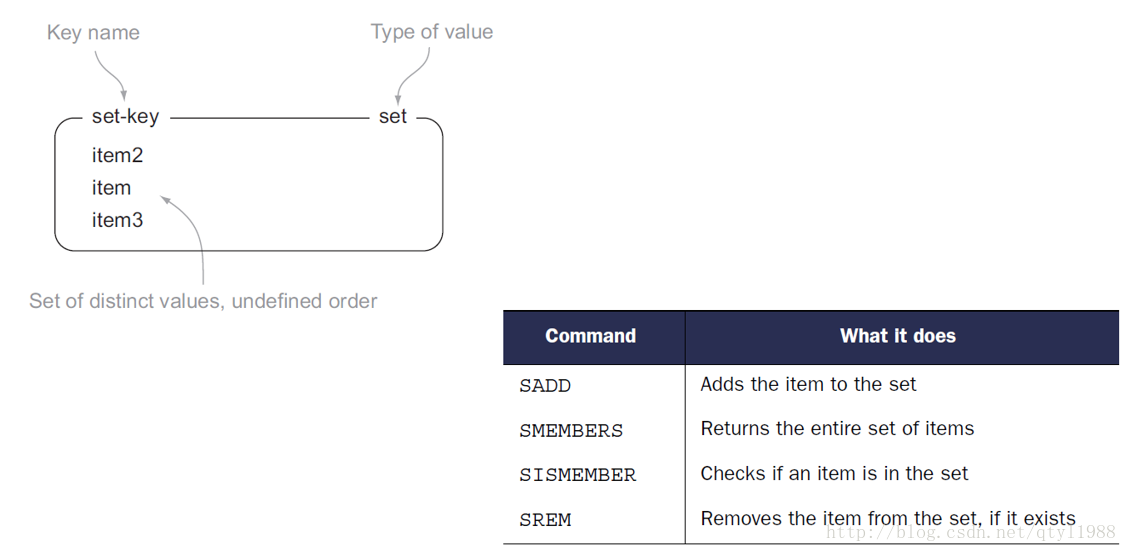 Key name
Type of value
set-key
set
item2
item
item3
Set of distinct values, undefined order
Command What it does
SADD Adds the item to the set
SMEMBERS Returns the entire set of items
SISMEMBER Checks if an item is in the set
SREM Removes the item from the set, if it exists
http://blog.csdn.net/qtyl1988